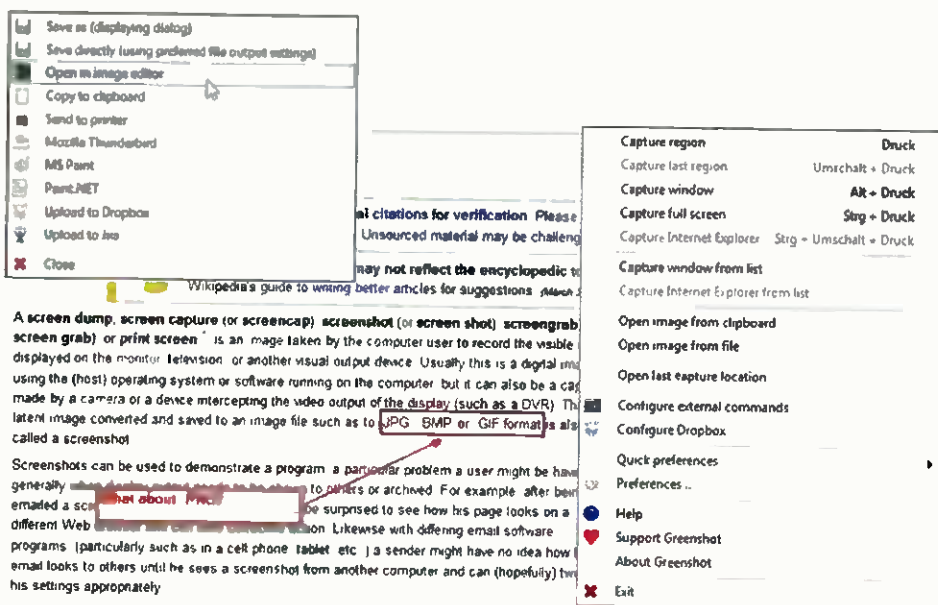 Save as (displaying dialog)
Save directly (using preferred file output settings)
Open in image editor
Copy to clipboard
Send to printer
Mozilla Thunderbird
MS Paint
Paint.NET
Upload to Dropbox
Upload to Jira
Close
al citations for verification Please
Unsourced material may be challeng
may not reflect the encyclopedic to
Wikipedia's guide to writing better articles for suggestions (March
A screen dump, screen capture (or screencap) screenshot (or screen shot) screengrab
screen grab) or print screen is an image taken by the computer user to record the visible
displayed on the monitor television or another visual output device Usually this is a digital ima
using the (host) operating system or software running on the computer but it can also be a cap
made by a camera or a device intercepting the video output of the display (such as a DVR) Th
latent image converted and saved to an image file such as to JPG BMP or GIF format is als
called a screenshot
Screenshots can be used to demonstrate a program a particular problem a user might be hav
generally to others or archived For example after bein
emailed a scr be surprised to see how his page looks on a
What about
different Web Likewise with differing email software
programs (particularly such as in a cell phone tablet etc ) a sender might have no idea how
email looks to others until he sees a screenshot from another computer and can (hopefully) twe
his settings appropriately
Capture region Druck
Capture last region Umschalt + Druck
Capture window Alt + Druck
Capture full screen Strg + Druck
Capture Internet Explorer Strg + Umschalt + Druck
Capture window from list
Capture Internet Explorer from list
Open image from clipboard
Open image from file
Open last capture location
Configure external commands
Configure Dropbox
Quick preferences
Preferences ..
Help
Support Greenshot
About Greenshot
Exit